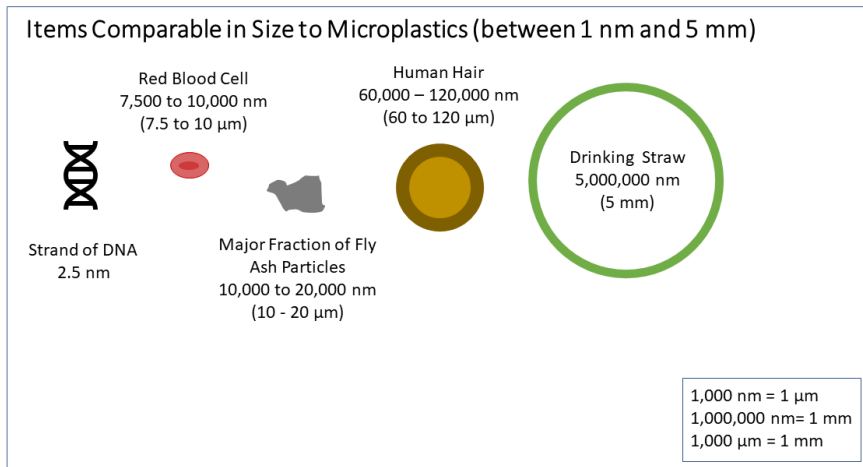 Items Comparable in Size to Microplastics (between 1 nm and 5 mm)
Red Blood Cell
7,500 to 10,000 nm
(7.5 to 10 µm)
Human Hair
60,000 – 120,000 nm
(60 to 120 µm)
Drinking Straw
5,000,000 nm
(5 mm)
Strand of DNA
2.5 nm
Major Fraction of Fly
Ash Particles
10,000 to 20,000 nm
(10 - 20 µm)
1,000 nm = 1 µm
1,000,000 nm= 1 mm
1,000 µm = 1 mm